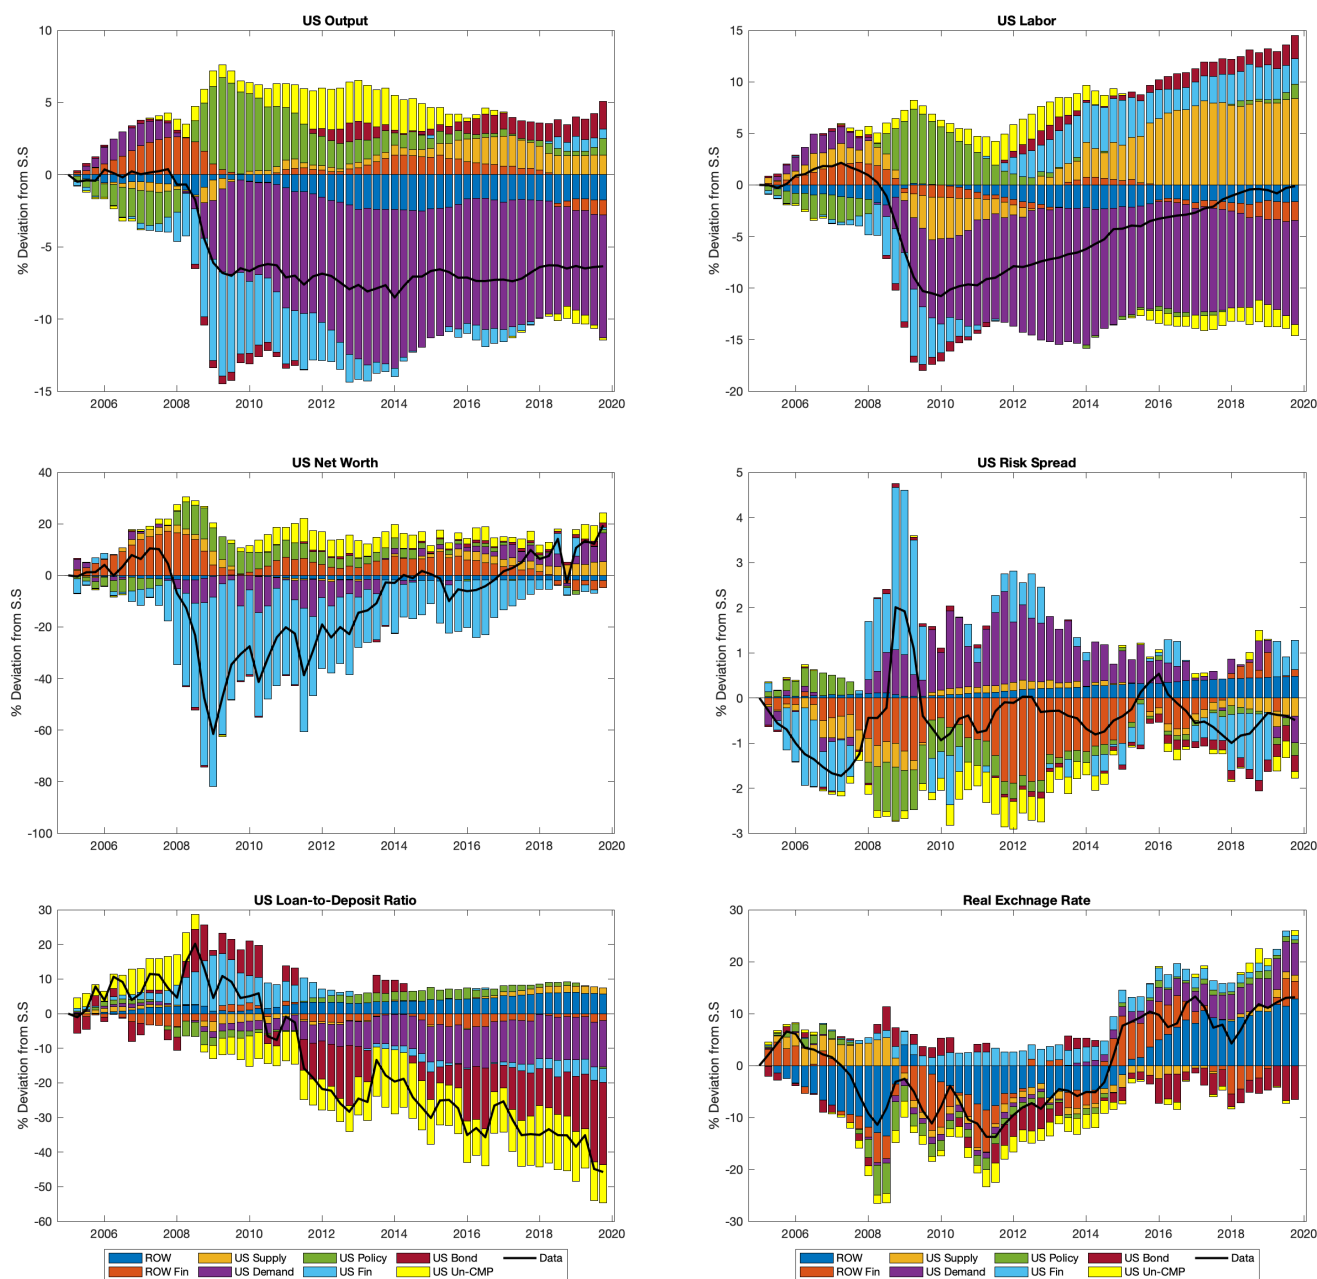 US Output
% Deviation from S.S
10
5
0
-5
-10
-15
2006 2008 2010 2012 2014 2016 2018 2020
US Labor
% Deviation from S.S
15
10
5
0
-5
-10
-15
-20
2006 2008 2010 2012 2014 2016 2018 2020
US Net Worth
% Deviation from S.S
40
20
0
-20
-40
-60
-80
-100
2006 2008 2010 2012 2014 2016 2018 2020
US Risk Spread
% Deviation from S.S
5
4
3
2
1
0
-1
-2
-3
2006 2008 2010 2012 2014 2016 2018 2020
US Loan-to-Deposit Ratio
% Deviation from S.S
30
20
10
0
-10
-20
-30
-40
-50
-60
2006 2008 2010 2012 2014 2016 2018 2020
Real Exchnage Rate
% Deviation from S.S
30
20
10
0
-10
-20
-30
2006 2008 2010 2012 2014 2016 2018 2020
ROW US Supply US Policy US Bond Data
ROW Fin US Demand US Fin US Un-CMP
ROW US Supply US Policy US Bond Data
ROW Fin US Demand US Fin US Un-CMP